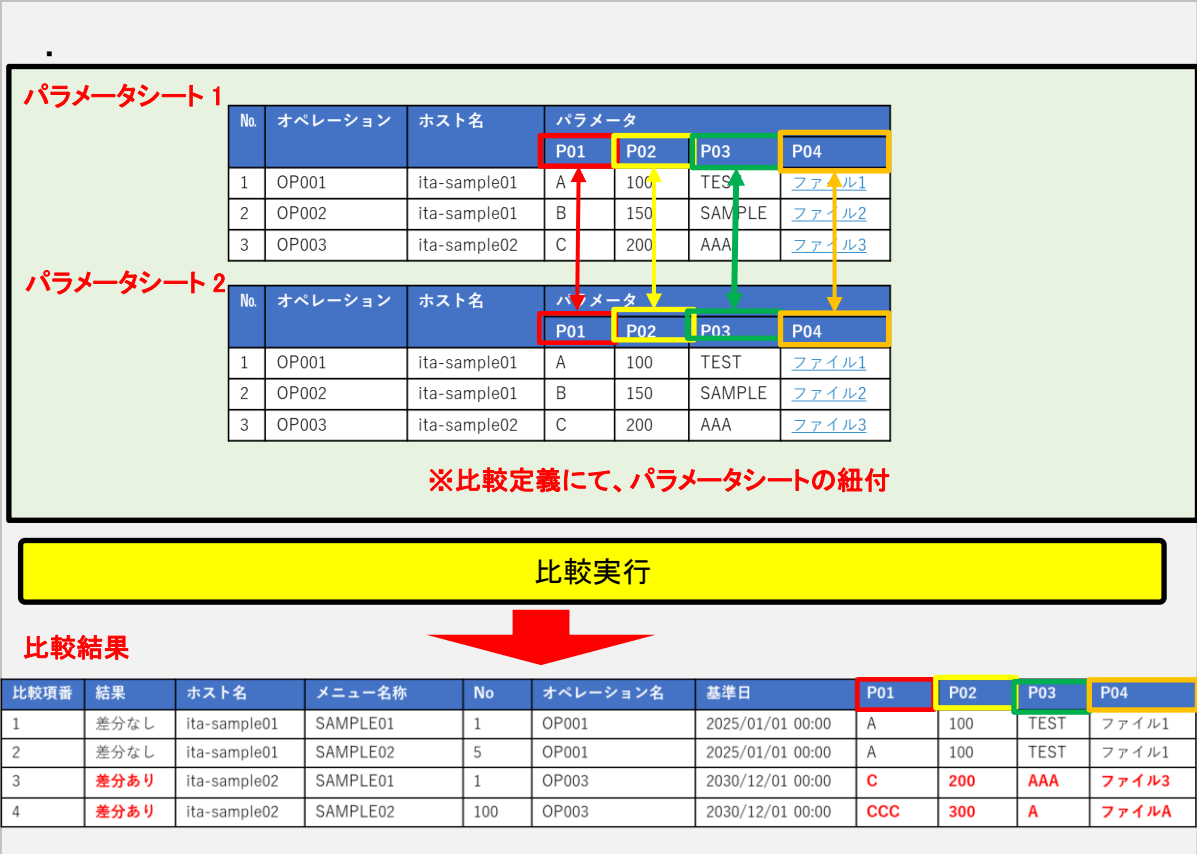 パラメータシート1
No. オペレーション ホスト名 パラメータ
P01 P02 P03 P04
1 OP001 ita-sample01 A 100 TEST ファイル1
2 OP002 ita-sample01 B 150 SAMPLE ファイル2
3 OP003 ita-sample02 C 200 AAA ファイル3
パラメータシート2
No. オペレーション ホスト名 パラメータ
P01 P02 P03 P04
1 OP001 ita-sample01 A 100 TEST ファイル1
2 OP002 ita-sample01 B 150 SAMPLE ファイル2
3 OP003 ita-sample02 C 200 AAA ファイル3
※比較定義にて、パラメータシートの紐付
比較実行
比較結果
比較項番 結果 ホスト名 メニュー名称 No オペレーション名 基準日 P01 P02 P03 P04
1 差分なし ita-sample01 SAMPLE01 1 OP001 2025/01/01 00:00 A 100 TEST ファイル1
2 差分なし ita-sample01 SAMPLE02 5 OP001 2025/01/01 00:00 A 100 TEST ファイル1
3 差分あり ita-sample02 SAMPLE01 1 OP003 2030/12/01 00:00 C 200 AAA ファイル3
4 差分あり ita-sample02 SAMPLE02 100 OP003 2030/12/01 00:00 CCC 300 A ファイルA